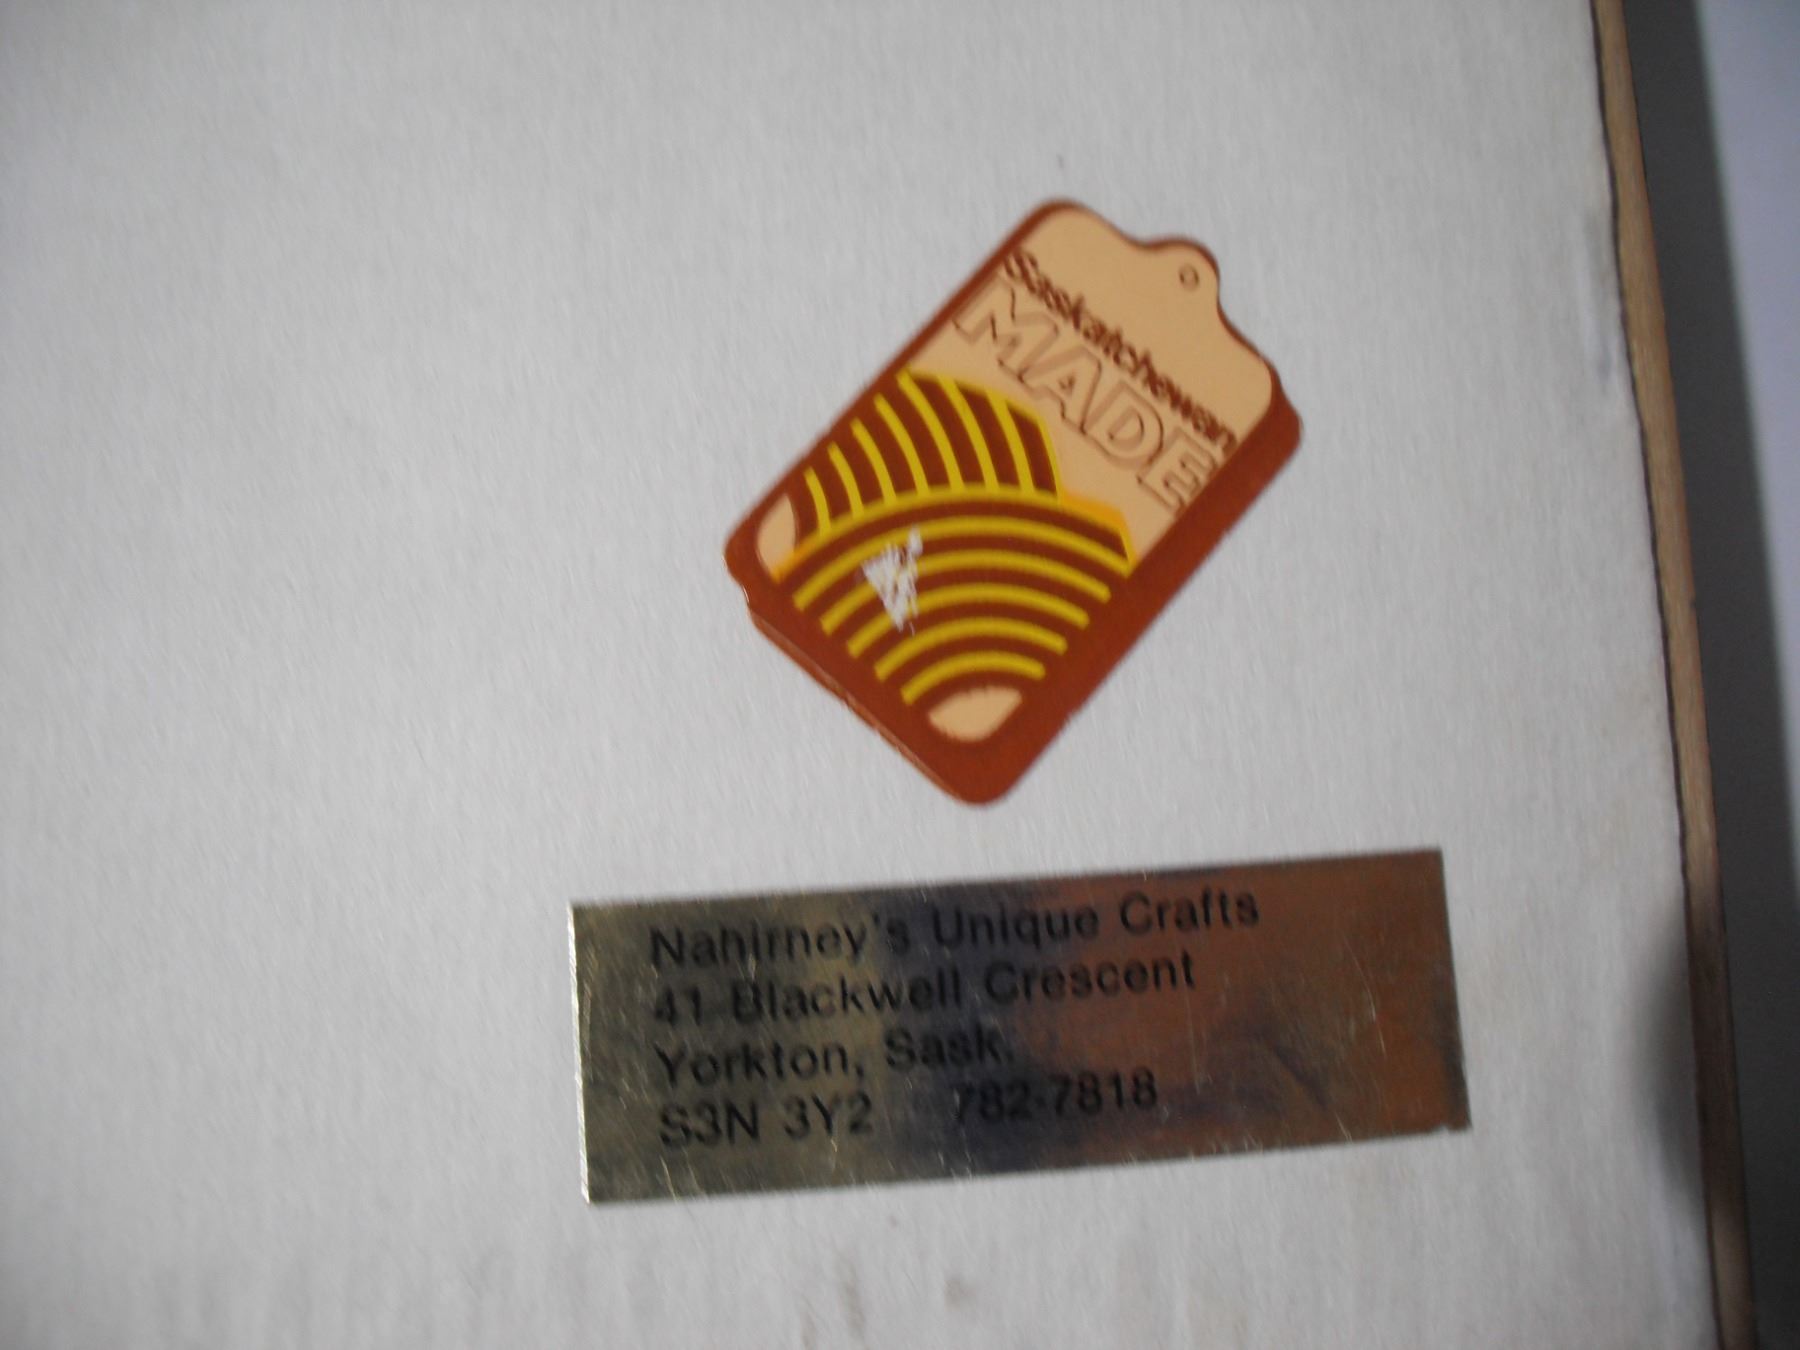 Saskatchewan
MADE
Nahirney's Unique Crafts
41 Blackwell Crescent
Yorkton, Sask.
S3N 3Y2 782-7818